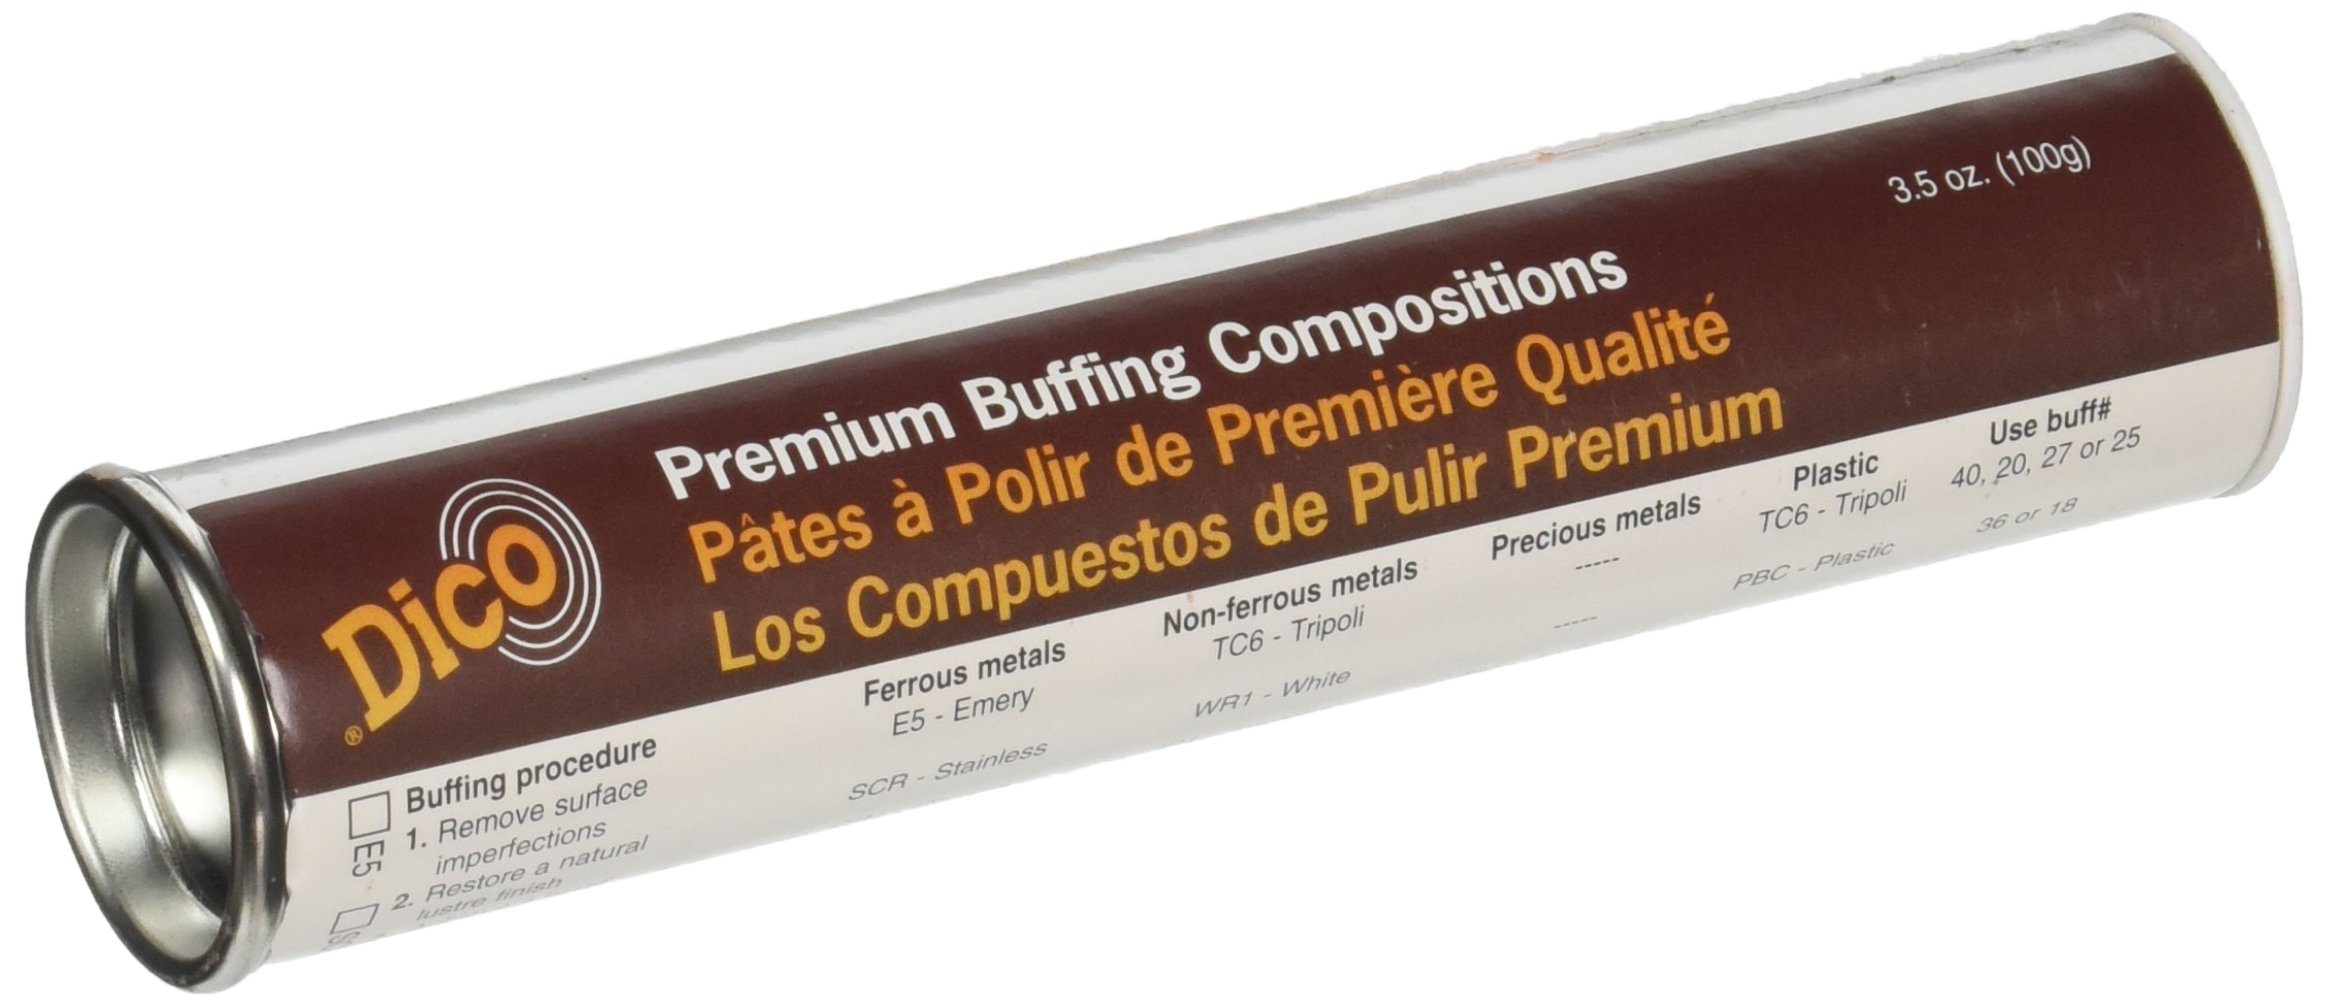 3.5 oz. (100g)
Dico®
Premium Buffing Compositions
Pâtes à Polir de Première Qualité
Los Compuestos de Pulir Premium
Buffing procedure Ferrous metals Non-ferrous metals Precious metals Plastic Use buff#
1. Remove surface E5 - Emery TC6 - Tripoli ----- TC6 - Tripoli 40, 20, 27 or 25
imperfections
2. Restore a natural SCR - Stainless WR1 - White ----- PBC - Plastic 36 or 18
lustre finish
E5